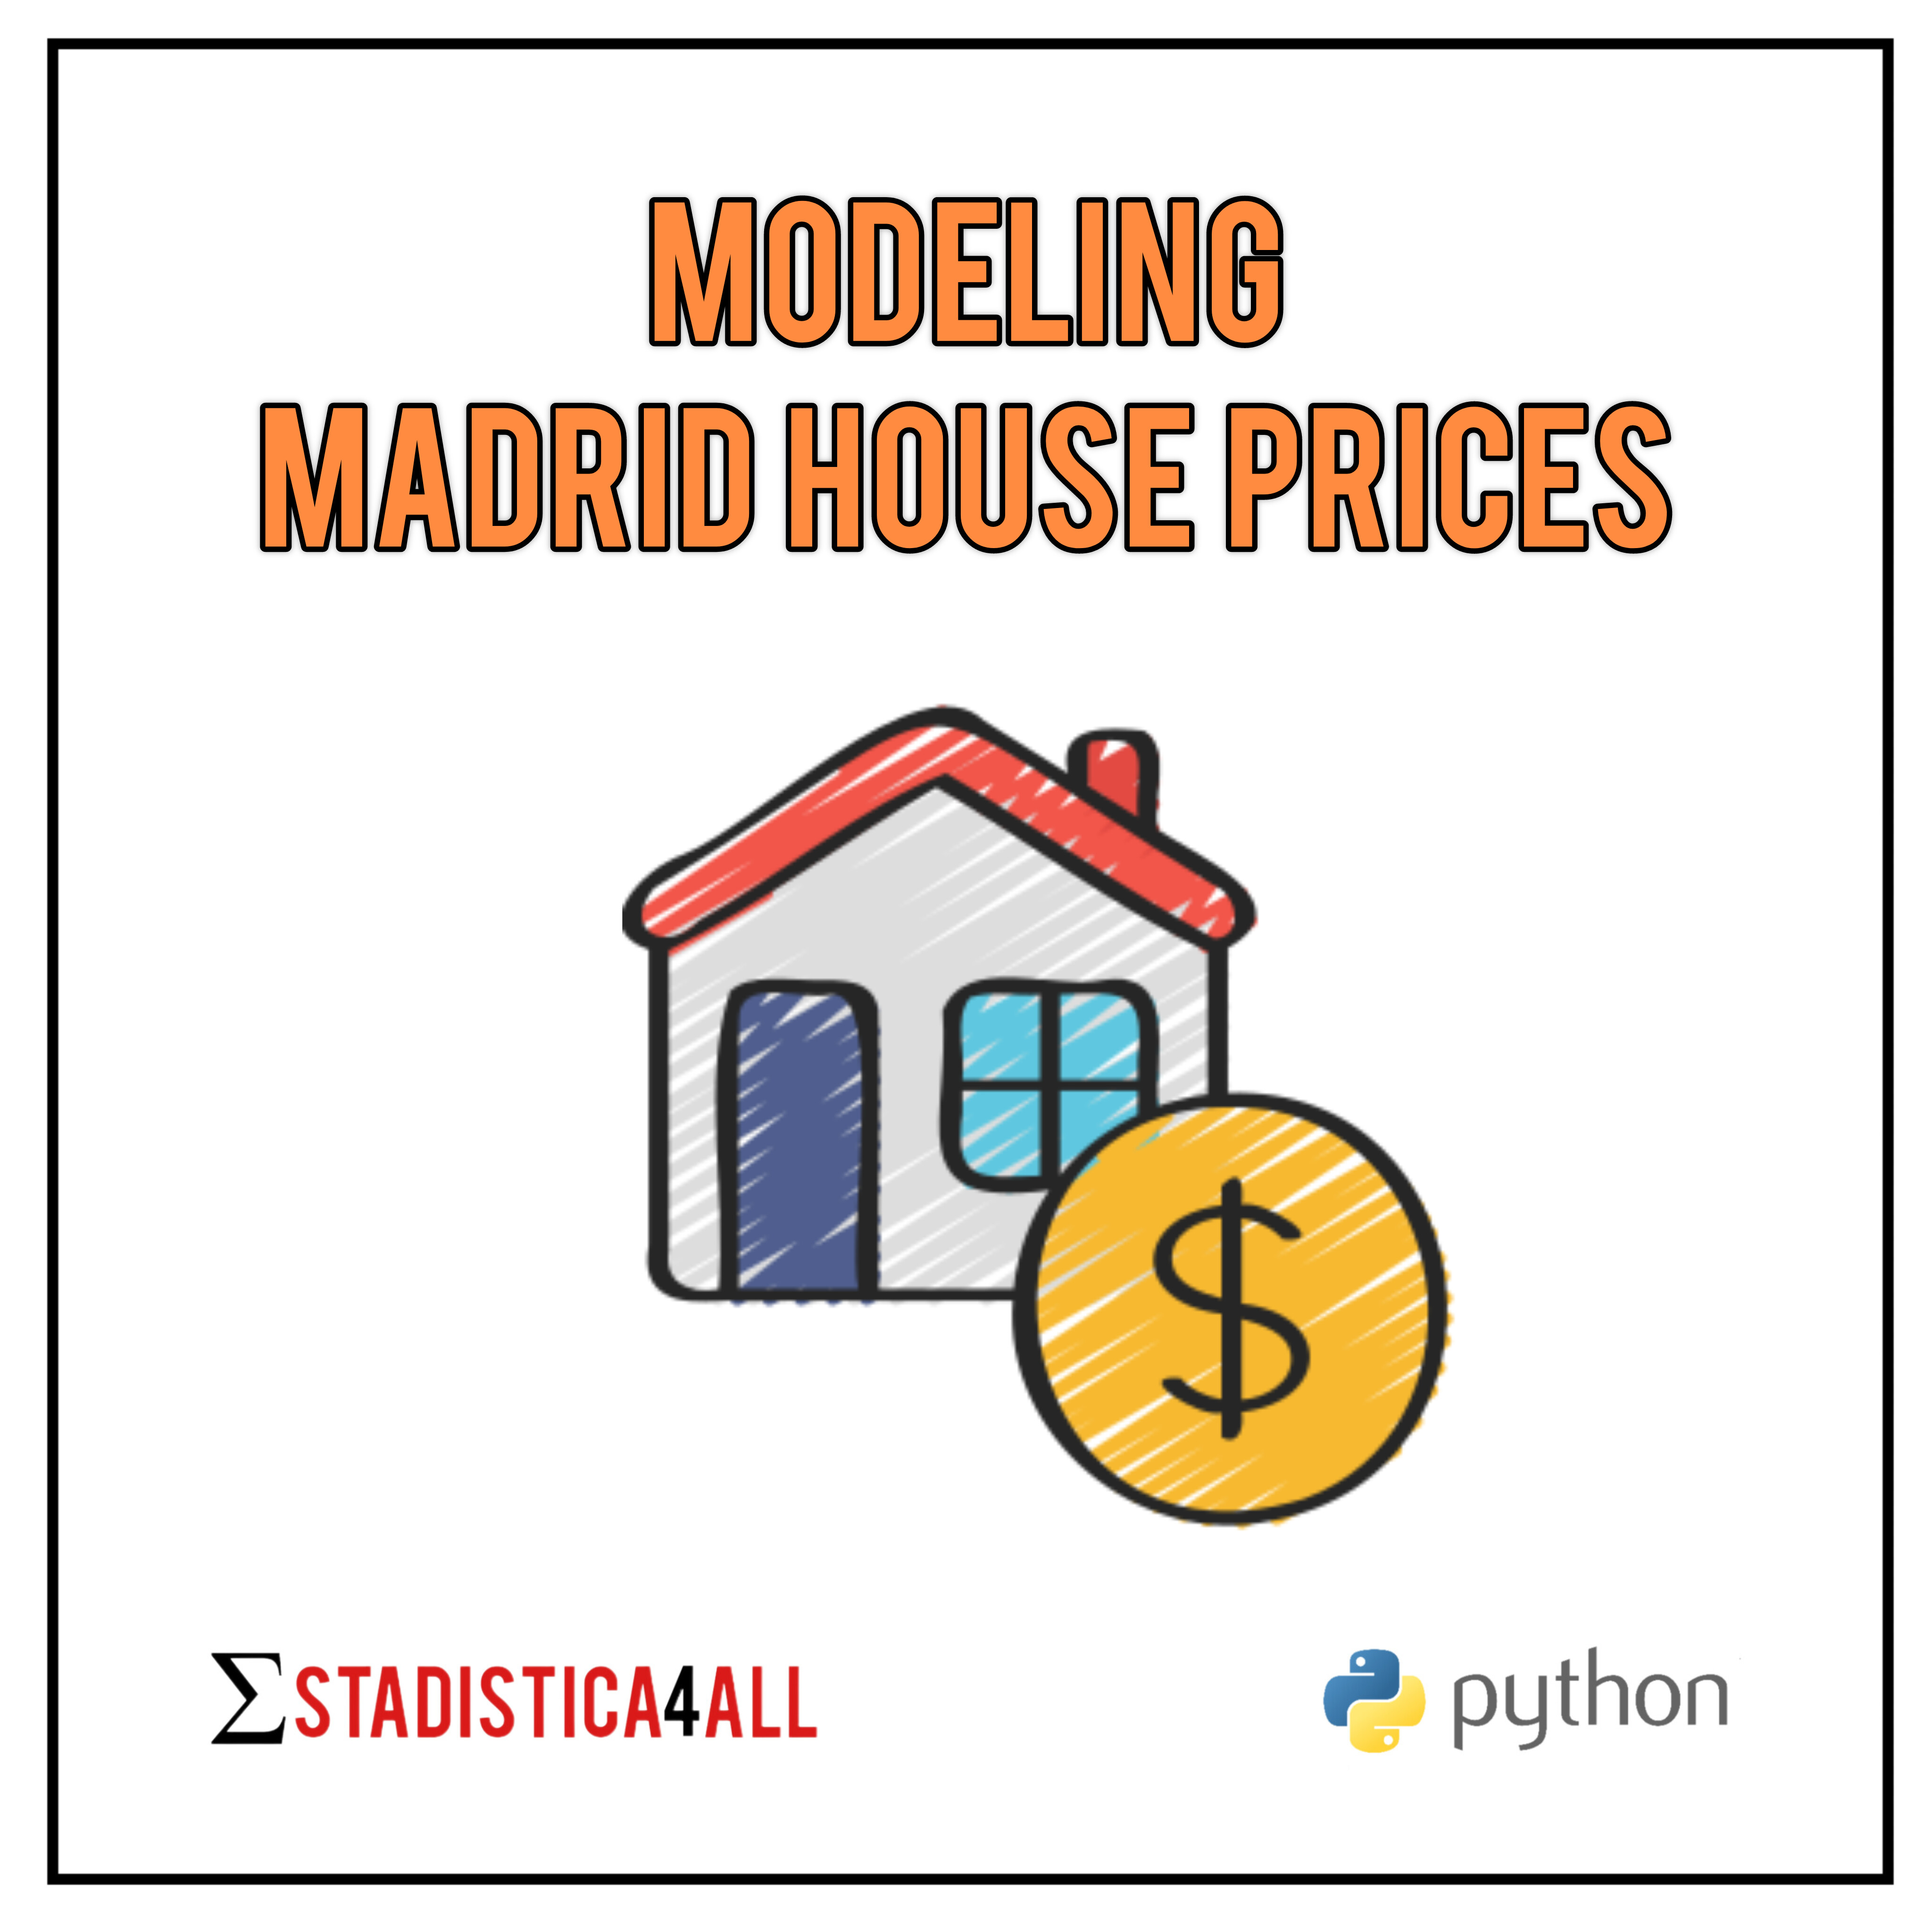 MODELING
MADRID HOUSE PRICES
$
ΣSTADISTICA4ALL
python